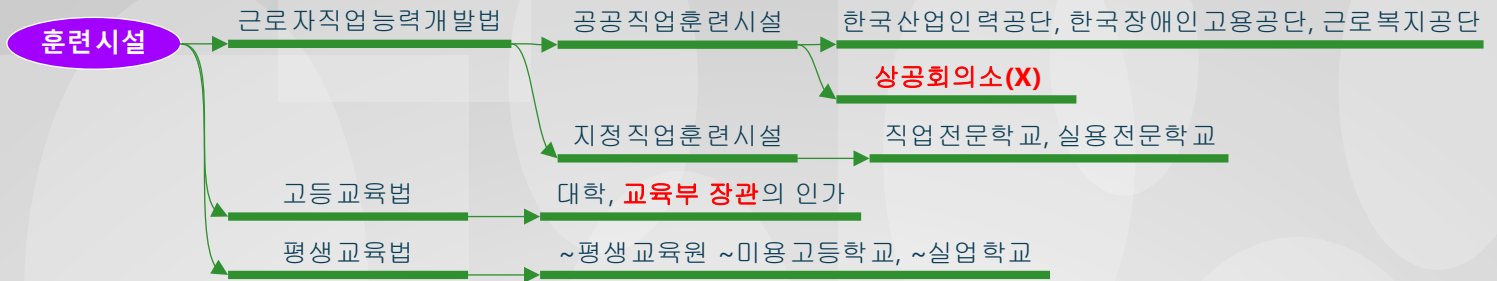 훈련시설
근로자직업능력개발법
공공직업훈련시설
한국산업인력공단, 한국장애인고용공단, 근로복지공단
상공회의소(X)
지정직업훈련시설
직업전문학교, 실용전문학교
고등교육법
대학, 교육부 장관의 인가
평생교육법
~평생교육원 ~미용고등학교, ~실업학교